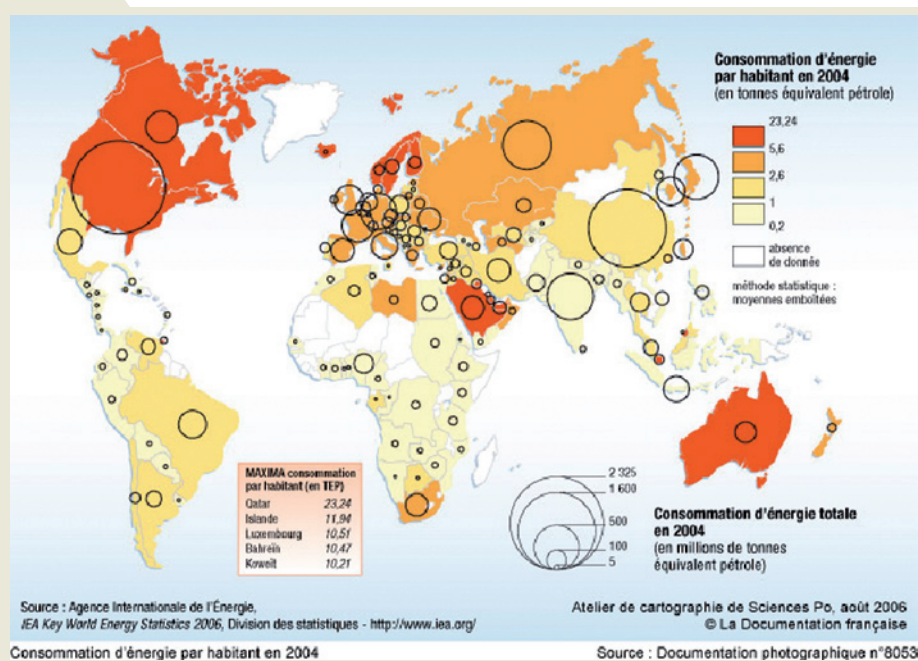 Consommation d'énergie
par habitant en 2004
(en tonnes équivalent pétrole)
23,24
5,6
2,6
1
0,2
absence
de donnée
méthode statistique :
moyennes emboîtées
MAXIMA consommation
par habitant (en TEP)
Qatar 23,24
Islande 11,94
Luxembourg 10,51
Bahreïn 10,47
Koweit 10,21
2 325
1 600
500
100
5
Consommation d'énergie totale
en 2004
(en millions de tonnes
équivalent pétrole)
Source : Agence Internationale de l'Énergie,
IEA Key World Energy Statistics 2006, Division des statistiques - http://www.iea.org/
Atelier de cartographie de Sciences Po, août 2006
© La Documentation française
Consommation d'énergie par habitant en 2004
Source : Documentation photographique n°8053